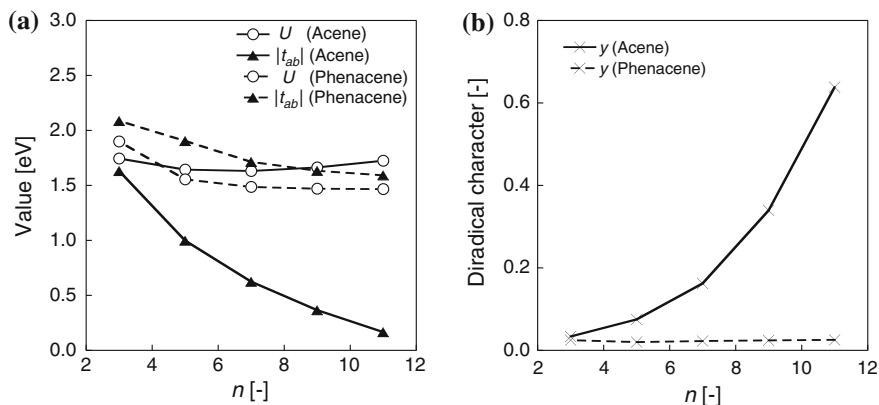 (a)
3.0
2.5
2.0
1.5
1.0
0.5
0.0
Value [eV]
U (Acene)
|t_ab| (Acene)
U (Phenacene)
|t_ab| (Phenacene)
2 4 6 8 10 12
n [-]
(b)
0.8
0.6
0.4
0.2
0.0
Diradical character [-]
y (Acene)
y (Phenacene)
2 4 6 8 10 12
n [-]